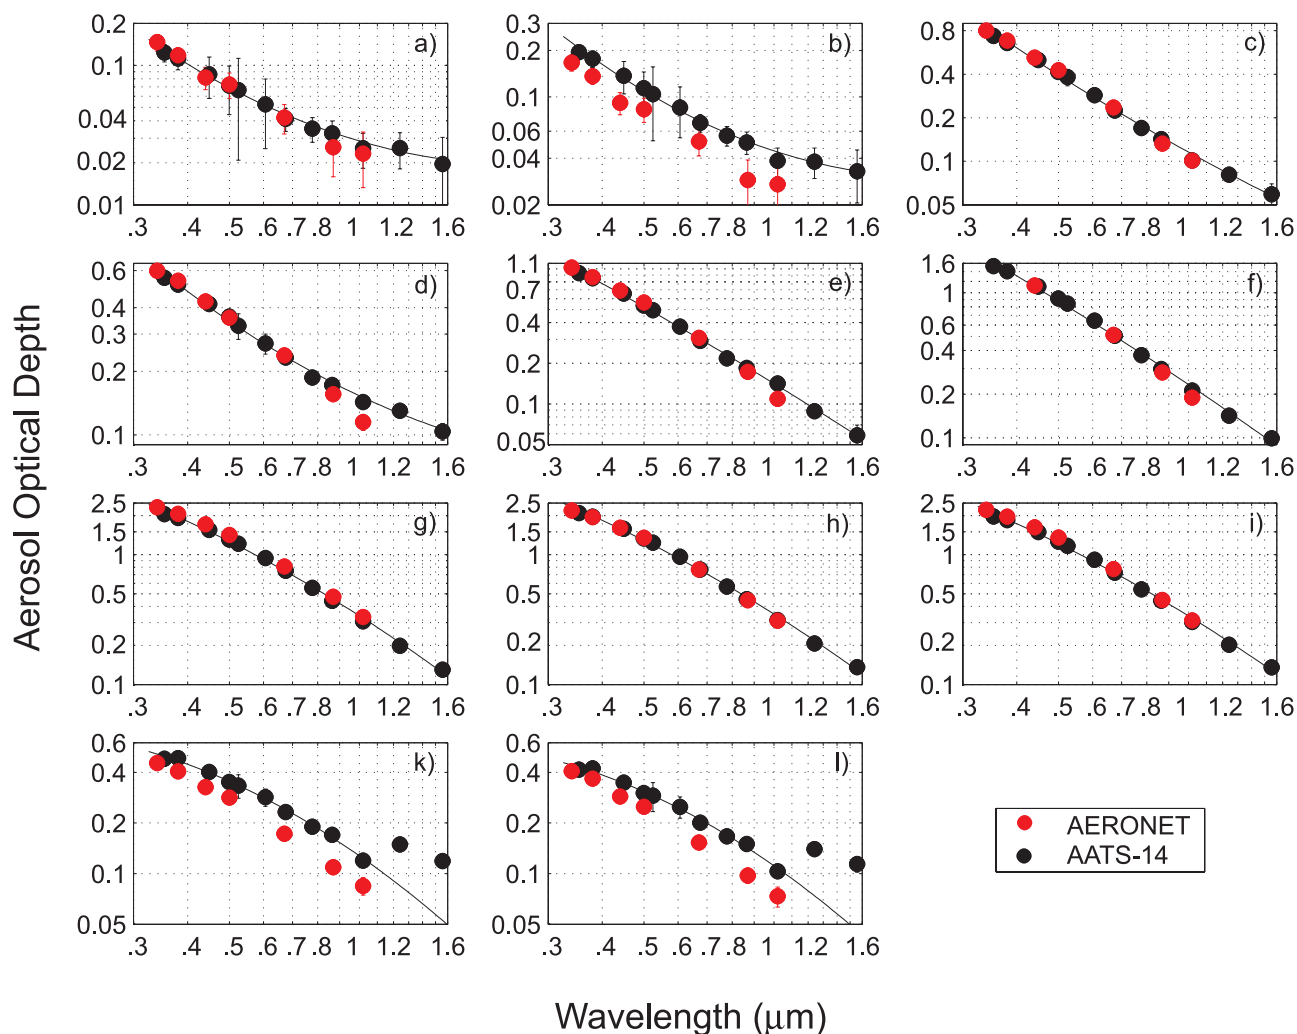 Aerosol Optical Depth
a)
0.2
0.1
0.04
0.02
0.01
.3 .4 .5 .6 .7 .8 1 1.2 1.6
b)
0.3
0.2
0.1
0.06
0.04
0.02
.3 .4 .5 .6 .7 .8 1 1.2 1.6
c)
0.8
0.4
0.2
0.1
0.05
.3 .4 .5 .6 .7 .8 1 1.2 1.6
d)
0.6
0.4
0.3
0.2
0.1
.3 .4 .5 .6 .7 .8 1 1.2 1.6
e)
1.1
0.7
0.4
0.2
0.1
0.05
.3 .4 .5 .6 .7 .8 1 1.2 1.6
f)
1.6
1
0.6
0.4
0.2
0.1
.3 .4 .5 .6 .7 .8 1 1.2 1.6
g)
2.5
1.5
1
0.5
0.2
0.1
.3 .4 .5 .6 .7 .8 1 1.2 1.6
h)
2.5
1.5
1
0.5
0.2
0.1
.3 .4 .5 .6 .7 .8 1 1.2 1.6
i)
2.5
1.5
1
0.5
0.2
0.1
.3 .4 .5 .6 .7 .8 1 1.2 1.6
k)
0.6
0.4
0.2
0.1
0.05
.3 .4 .5 .6 .7 .8 1 1.2 1.6
l)
0.6
0.4
0.2
0.1
0.05
.3 .4 .5 .6 .7 .8 1 1.2 1.6
AERONET
AATS-14
Wavelength (μm)